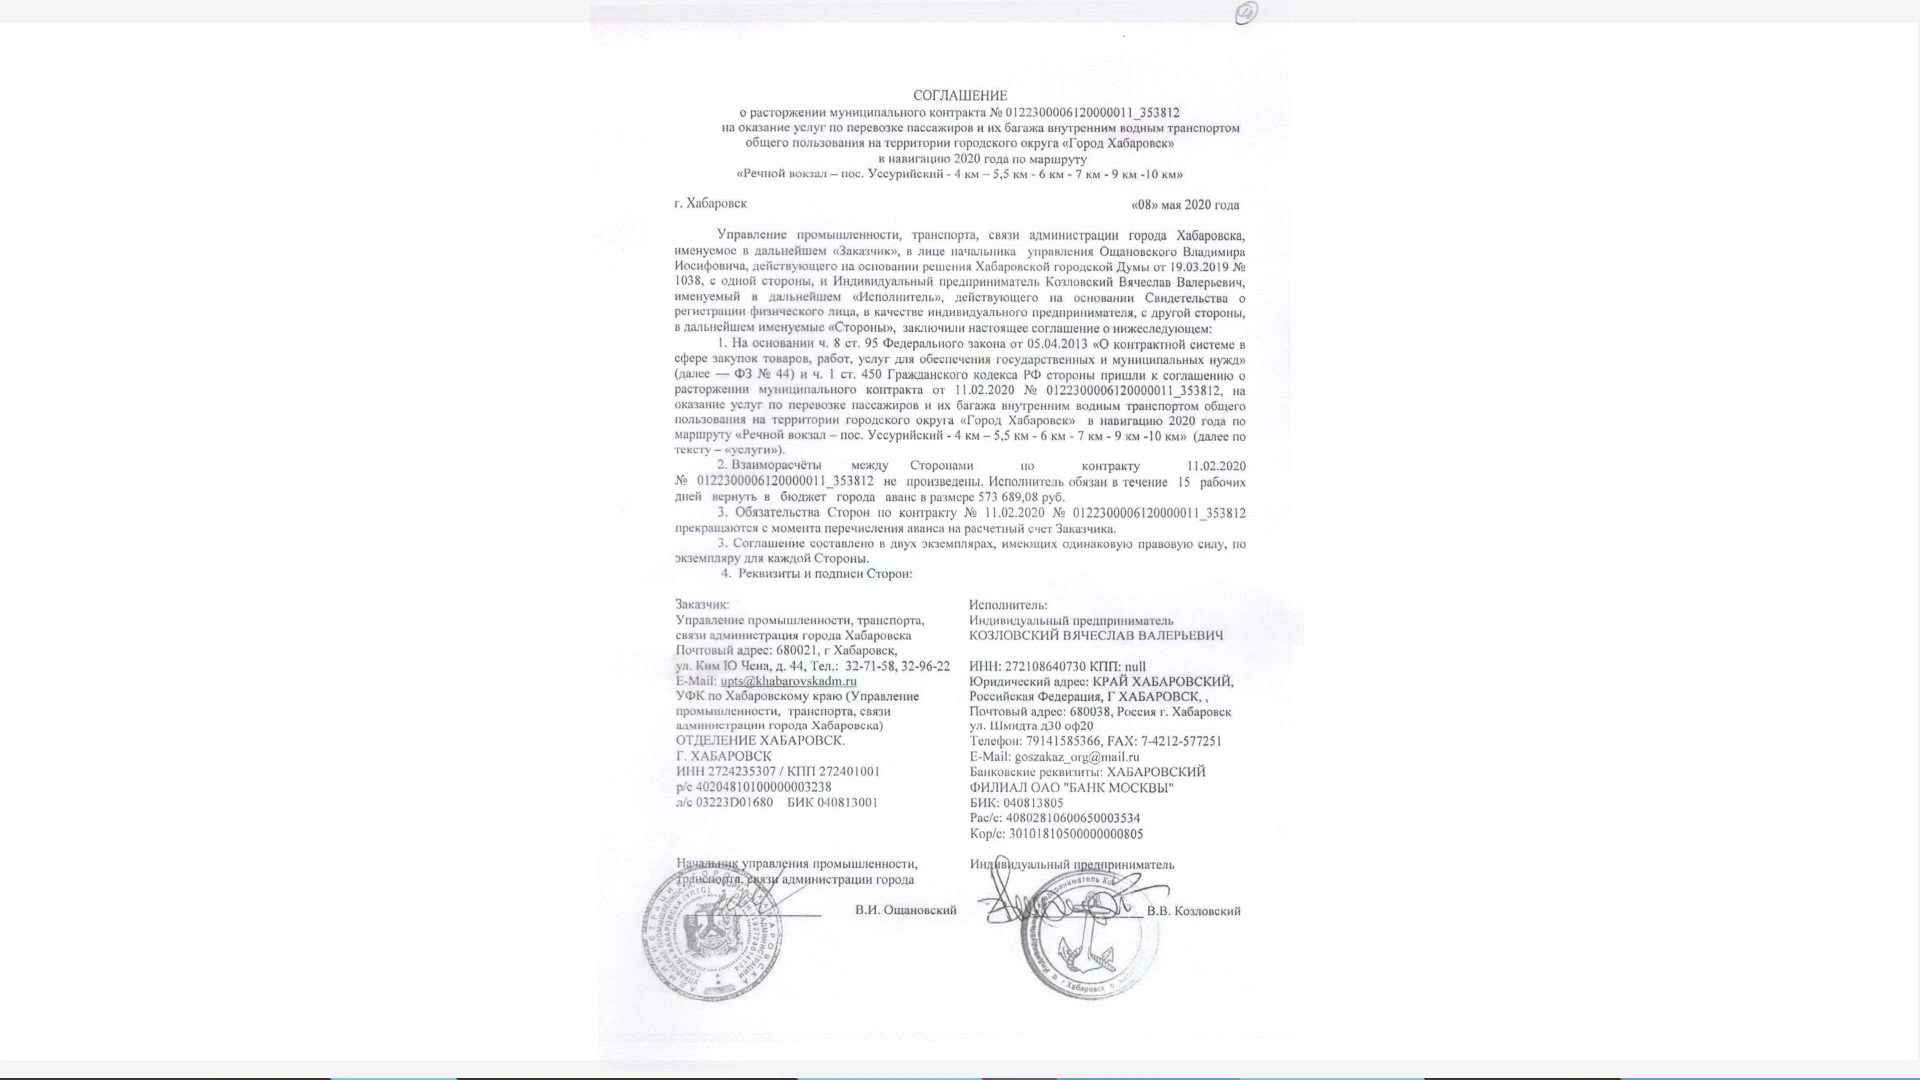 СОГЛАШЕНИЕ
о расторжении муниципального контракта № 0122300006120000011_353812
на оказание услуг по перевозке пассажиров и их багажа внутренним водным транспортом
общего пользования на территории городского округа «Город Хабаровск»
в навигацию 2020 года по маршруту
«Речной вокзал – пос. Уссурийский - 4 км – 5,5 км - 6 км - 7 км - 9 км -10 км»
г. Хабаровск «08» мая 2020 года
Управление промышленности, транспорта, связи администрации города Хабаровска,
именуемое в дальнейшем «Заказчик», в лице начальника управления Ощановского Владимира
Иосифовича, действующего на основании решения Хабаровской городской Думы от 19.03.2019 №
1038, с одной стороны, и Индивидуальный предприниматель Козловский Вячеслав Валерьевич,
именуемый в дальнейшем «Исполнитель», действующего на основании Свидетельства о
регистрации физического лица, в качестве индивидуального предпринимателя, с другой стороны,
в дальнейшем именуемые «Стороны», заключили настоящее соглашение о нижеследующем:
1. На основании ч. 8 ст. 95 Федерального закона от 05.04.2013 «О контрактной системе в
сфере закупок товаров, работ, услуг для обеспечения государственных и муниципальных нужд»
(далее — ФЗ № 44) и ч. 1 ст. 450 Гражданского кодекса РФ стороны пришли к соглашению о
расторжении муниципального контракта от 11.02.2020 № 0122300006120000011_353812, на
оказание услуг по перевозке пассажиров и их багажа внутренним водным транспортом общего
пользования на территории городского округа «Город Хабаровск» в навигацию 2020 года по
маршруту «Речной вокзал – пос. Уссурийский - 4 км – 5,5 км - 6 км - 7 км - 9 км -10 км» (далее по
тексту – «услуги»).
2. Взаиморасчёты между Сторонами по контракту 11.02.2020
№ 0122300006120000011_353812 не произведены. Исполнитель обязан в течение 15 рабочих
дней вернуть в бюджет города аванс в размере 573 689,08 руб.
3. Обязательства Сторон по контракту № 11.02.2020 № 0122300006120000011_353812
прекращаются с момента перечисления аванса на расчетный счет Заказчика.
3. Соглашение составлено в двух экземплярах, имеющих одинаковую правовую силу, по
экземпляру для каждой Стороны.
4. Реквизиты и подписи Сторон:
Заказчик:
Управление промышленности, транспорта,
связи администрация города Хабаровска
Почтовый адрес: 680021, г Хабаровск,
ул. Ким Ю Чена, д. 44, Тел.: 32-71-58, 32-96-22
E-Mail: upts@khabarovskadm.ru
УФК по Хабаровскому краю (Управление
промышленности, транспорта, связи
администрации города Хабаровска)
ОТДЕЛЕНИЕ ХАБАРОВСК.
Г. ХАБАРОВСК
ИНН 2724235307 / КПП 272401001
р/с 40204810100000003238
л/с 03223D01680 БИК 040813001
Начальник управления промышленности,
транспорта, связи администрации города
В.И. Ощановский
Исполнитель:
Индивидуальный предприниматель
КОЗЛОВСКИЙ ВЯЧЕСЛАВ ВАЛЕРЬЕВИЧ
ИНН: 272108640730 КПП: null
Юридический адрес: КРАЙ ХАБАРОВСКИЙ,
Российская Федерация, Г ХАБАРОВСК, ,
Почтовый адрес: 680038, Россия г. Хабаровск
ул. Шмидта д30 оф20
Телефон: 79141585366, FAX: 7-4212-577251
E-Mail: goszakaz_org@mail.ru
Банковские реквизиты: ХАБАРОВСКИЙ
ФИЛИАЛ ОАО "БАНК МОСКВЫ"
БИК: 040813805
Рас/с: 40802810600650003534
Кор/с: 30101810500000000805
Индивидуальный предприниматель
В.В. Козловский